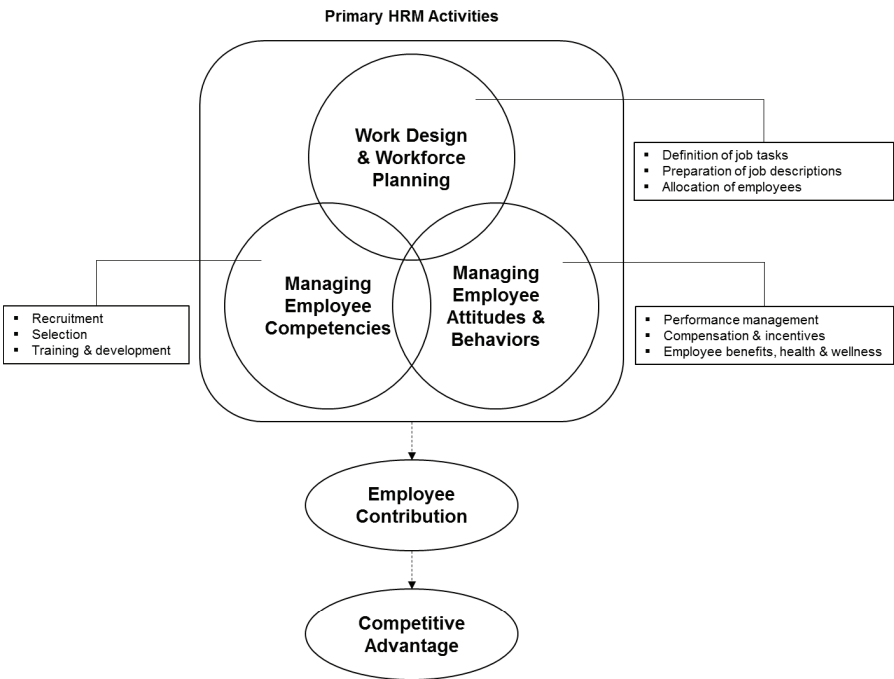 Primary HRM Activities
Work Design
& Workforce
Planning
▪ Definition of job tasks
▪ Preparation of job descriptions
▪ Allocation of employees
Managing
Employee
Competencies
Managing
Employee
Attitudes &
Behaviors
▪ Recruitment
▪ Selection
▪ Training & development
▪ Performance management
▪ Compensation & incentives
▪ Employee benefits, health & wellness
Employee
Contribution
Competitive
Advantage